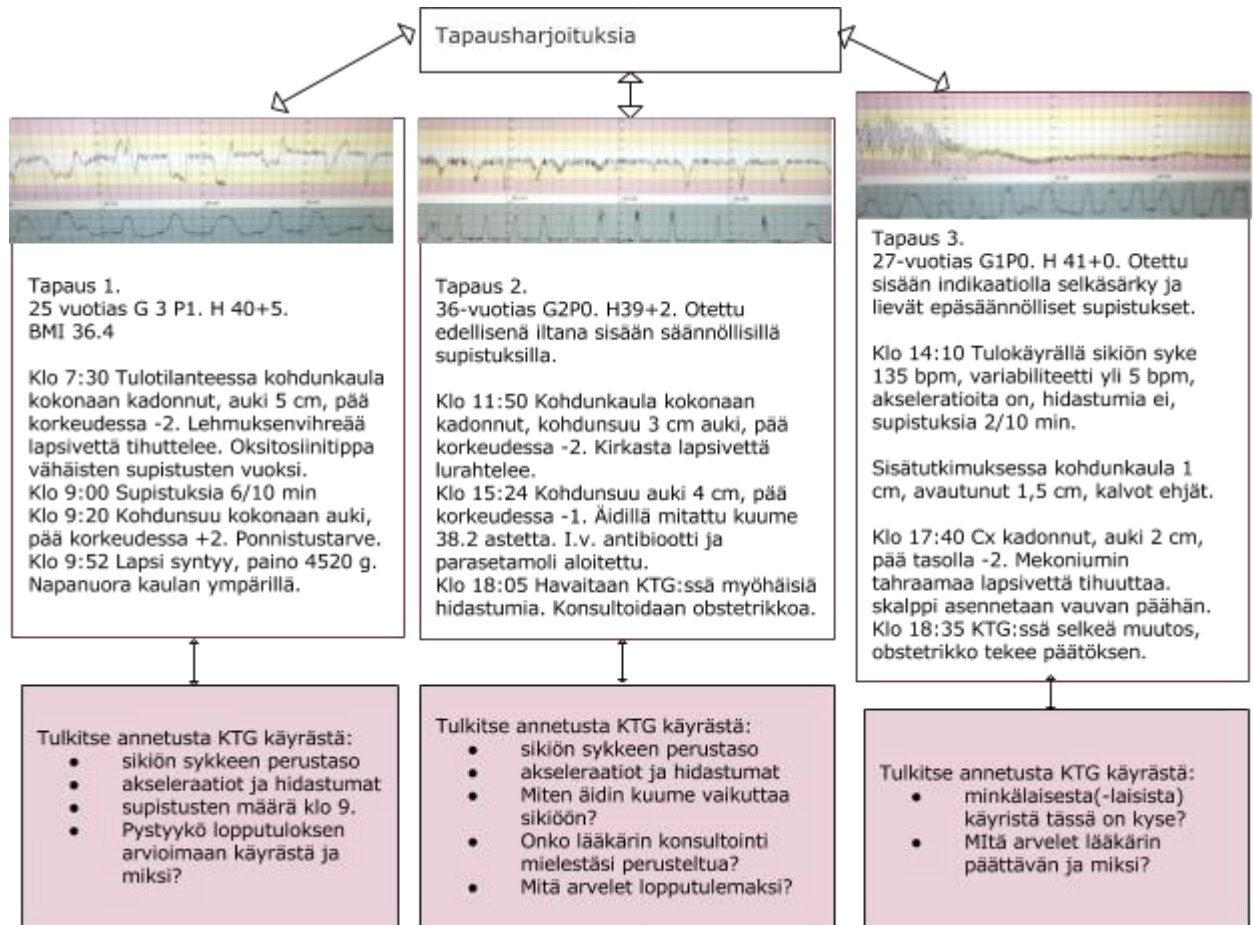 Tapausharjoituksia
Tapaus 1.
25 vuotias G 3 P1. H 40+5.
BMI 36.4
Klo 7:30 Tulotilanteessa kohdunkaula
kokonaan kadonnut, auki 5 cm, pää
korkeudessa -2. Lehmuksenvihreää
lapsivettä tihuttelee. Oksitosiinitippa
vähäisten supistusten vuoksi.
Klo 9:00 Supistuksia 6/10 min
Klo 9:20 Kohdunsuu kokonaan auki,
pää korkeudessa +2. Ponnistustarve.
Klo 9:52 Lapsi syntyy, paino 4520 g.
Napanuora kaulan ympärillä.
Tapaus 2.
36-vuotias G2P0. H39+2. Otettu
edellisenä iltana sisään säännöllisillä
supistuksilla.
Klo 11:50 Kohdunkaula kokonaan
kadonnut, kohdunsuu 3 cm auki, pää
korkeudessa -2. Kirkasta lapsivettä
lurahtelee.
Klo 15:24 Kohdunsuu auki 4 cm, pää
korkeudessa -1. Äidillä mitattu kuume
38.2 astetta. I.v. antibiootti ja
parasetamoli aloitettu.
Klo 18:05 Havaitaan KTG:ssä myöhäisiä
hidastumia. Konsultoidaan obstetrikkoa.
Tapaus 3.
27-vuotias G1P0. H 41+0. Otettu
sisään indikaatiolla selkäsärky ja
lievät epäsäännölliset supistukset.
Klo 14:10 Tulokäyrällä sikiön syke
135 bpm, variabiliteetti yli 5 bpm,
akseleratioita on, hidastumia ei,
supistuksia 2/10 min.
Sisätutkimuksessa kohdunkaula 1
cm, avautunut 1,5 cm, kalvot ehjät.
Klo 17:40 Cx kadonnut, auki 2 cm,
pää tasolla -2. Mekoniumin
tahraamaa lapsivettä tihuuttaa.
skalppi asennetaan vauvan päähän.
Klo 18:35 KTG:ssä selkeä muutos,
obstetrikko tekee päätöksen.
Tulkitse annetusta KTG käyrästä:
• sikiön sykkeen perustaso
• akseleraatiot ja hidastumat
• supistusten määrä klo 9.
• Pystyykö lopputuloksen
arvioimaan käyrästä ja
miksi?
Tulkitse annetusta KTG käyrästä:
• sikiön sykkeen perustaso
• akseleraatiot ja hidastumat
• Miten äidin kuume vaikuttaa
sikiöön?
• Onko lääkärin konsultointi
mielestäsi perusteltua?
• Mitä arvelet lopputulemaksi?
Tulkitse annetusta KTG käyrästä:
• minkälaisesta(-laisista)
käyristä tässä on kyse?
• MItä arvelet lääkärin
päättävän ja miksi?